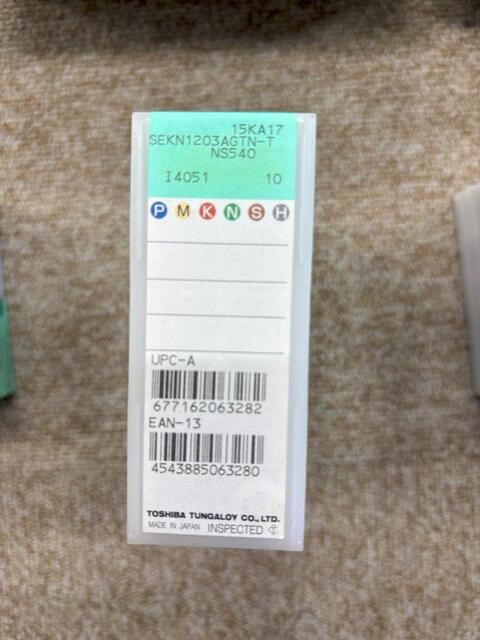 15KA17
SEKN1203AGTN-T
NS540
I4051 10
P M K N S H
UPC-A
677162063282
EAN-13
4543885063280
TOSHIBA TUNGALOY CO., LTD.
MADE IN JAPAN INSPECTED